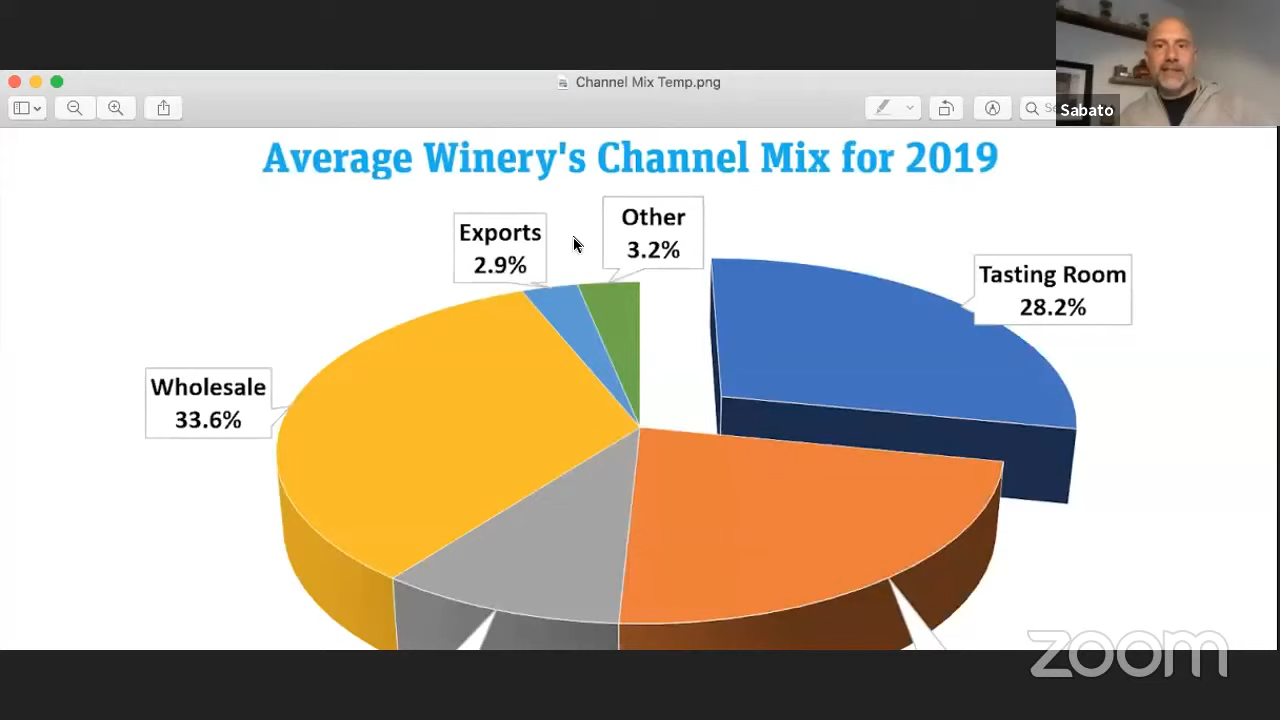 Channel Mix Temp.png
Sabato
Average Winery's Channel Mix for 2019
Exports
2.9%
Other
3.2%
Tasting Room
28.2%
Wholesale
33.6%
zoom